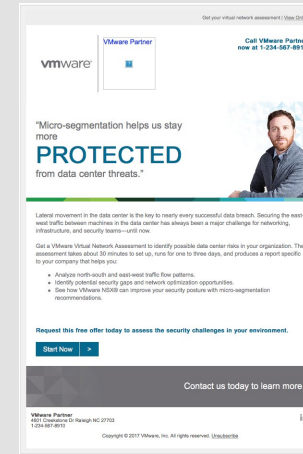 Get your virtual network assessment | View Onl
Call VMware Partne
now at 1-234-567-891
VMware Partner
vmware
"Micro-segmentation helps us stay
more
PROTECTED
from data center threats."
Lateral movement in the data center is the key to nearly every successful data breach. Securing the east-
west traffic between machines in the data center has always been a major challenge for networking,
infrastructure, and security teams—until now.
Get a VMware Virtual Network Assessment to identify possible data center risks in your organization. The
assessment takes about 30 minutes to set up, runs for one to three days, and produces a report specific
to your company that helps you:
• Analyze north-south and east-west traffic flow patterns.
• Identify potential security gaps and network optimization opportunities.
• See how VMware NSX® can improve your security posture with micro-segmentation
recommendations.
Request this free offer today to assess the security challenges in your environment.
Start Now >
Contact us today to learn more
VMware Partner
4601 Creekstone Dr Raleigh NC 27703
1-234-567-8910
Copyright © 2017 VMware, Inc. All rights reserved. Unsubscribe